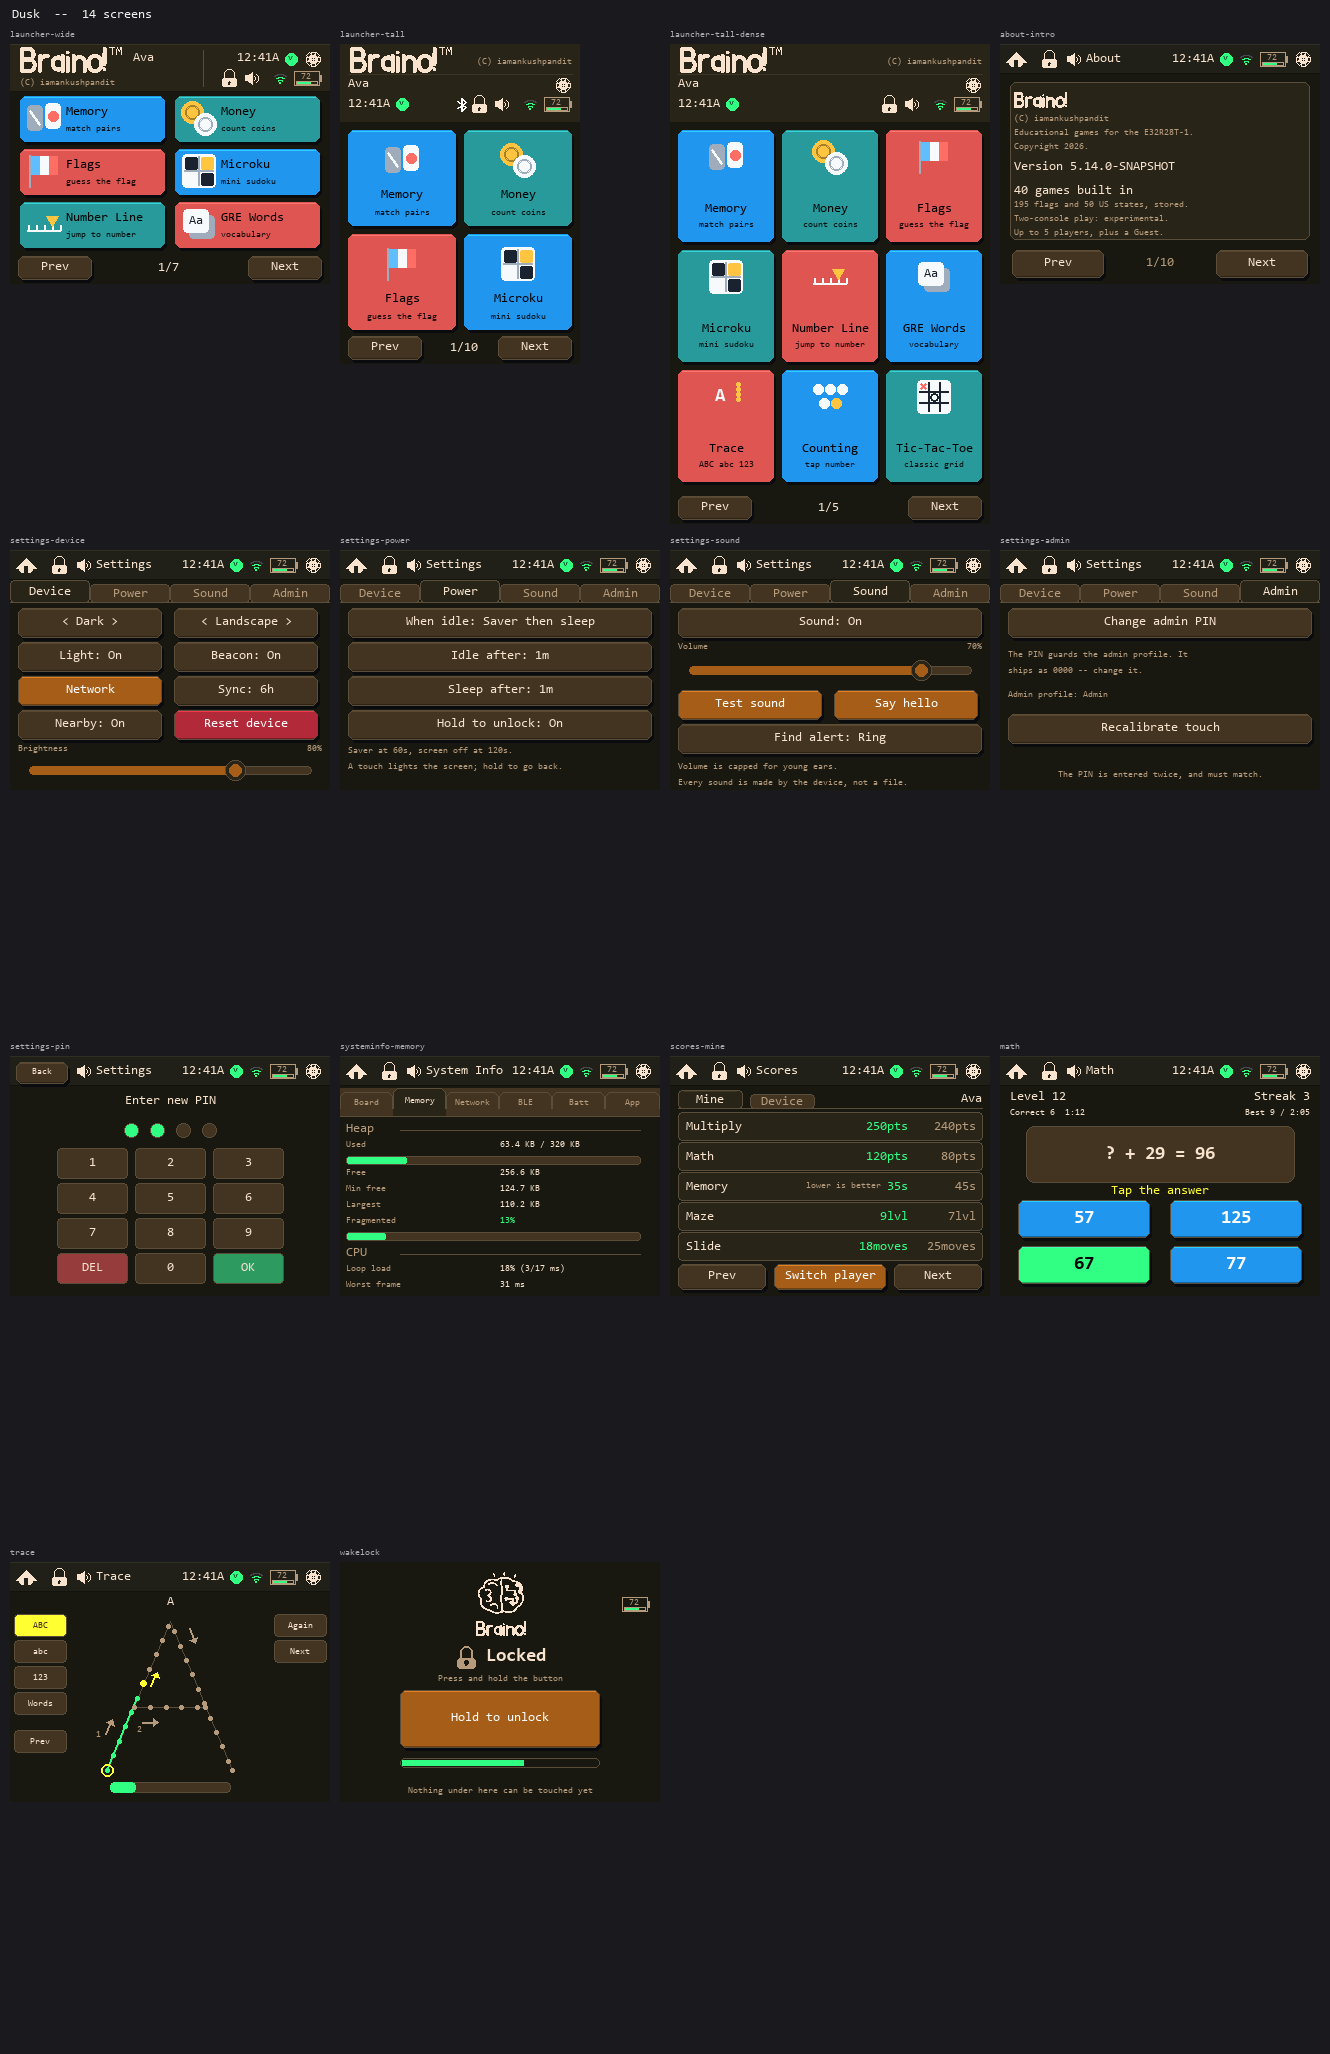 Dusk -- 14 screens
launcher-wide
Braino!™ Ava 12:41A
(C) iamankushpandit 72
Memory
match pairs
Money
count coins
Flags
guess the flag
Microku
mini sudoku
Number Line
jump to number
Aa
GRE Words
vocabulary
Prev 1/7 Next
launcher-tall
Braino!™ (C) iamankushpandit
Ava
12:41A 72
Memory
match pairs
Money
count coins
Flags
guess the flag
Microku
mini sudoku
Prev 1/10 Next
launcher-tall-dense
Braino!™ (C) iamankushpandit
Ava
12:41A 72
Memory
match pairs
Money
count coins
Flags
guess the flag
Microku
mini sudoku
Number Line
jump to number
Aa
GRE Words
vocabulary
A
Trace
ABC abc 123
Counting
tap number
Tic-Tac-Toe
classic grid
Prev 1/5 Next
about-intro
About 12:41A 72
Braino!
(C) iamankushpandit
Educational games for the E32R28T-1.
Copyright 2026.
Version 5.14.0-SNAPSHOT
40 games built in
195 flags and 50 US states, stored.
Two-console play: experimental.
Up to 5 players, plus a Guest.
Prev 1/10 Next
settings-device
Settings 12:41A 72
Device Power Sound Admin
< Dark > < Landscape >
Light: On Beacon: On
Network Sync: 6h
Nearby: On Reset device
Brightness 80%
settings-power
Settings 12:41A 72
Device Power Sound Admin
When idle: Saver then sleep
Idle after: 1m
Sleep after: 1m
Hold to unlock: On
Saver at 60s, screen off at 120s.
A touch lights the screen; hold to go back.
settings-sound
Settings 12:41A 72
Device Power Sound Admin
Sound: On
Volume 70%
Test sound Say hello
Find alert: Ring
Volume is capped for young ears.
Every sound is made by the device, not a file.
settings-admin
Settings 12:41A 72
Device Power Sound Admin
Change admin PIN
The PIN guards the admin profile. It
ships as 0000 -- change it.
Admin profile: Admin
Recalibrate touch
The PIN is entered twice, and must match.
settings-pin
Back Settings 12:41A 72
Enter new PIN
1 2 3
4 5 6
7 8 9
DEL 0 OK
systeminfo-memory
System Info 12:41A 72
Board Memory Network BLE Batt App
Heap
Used 63.4 KB / 320 KB
Free 256.6 KB
Min free 124.7 KB
Largest 110.2 KB
Fragmented 13%
CPU
Loop load 18% (3/17 ms)
Worst frame 31 ms
scores-mine
Scores 12:41A 72
Mine Device Ava
Multiply 250pts 240pts
Math 120pts 80pts
Memory lower is better 35s 45s
Maze 9lvl 7lvl
Slide 18moves 25moves
Prev Switch player Next
math
Math 12:41A 72
Level 12 Streak 3
Correct 6 1:12 Best 9 / 2:05
? + 29 = 96
Tap the answer
57 125
67 77
trace
Trace 12:41A 72
A
ABC Again
abc Next
123
Words
Prev
1 2
wakelock
72
Braino!
Locked
Press and hold the button
Hold to unlock
Nothing under here can be touched yet